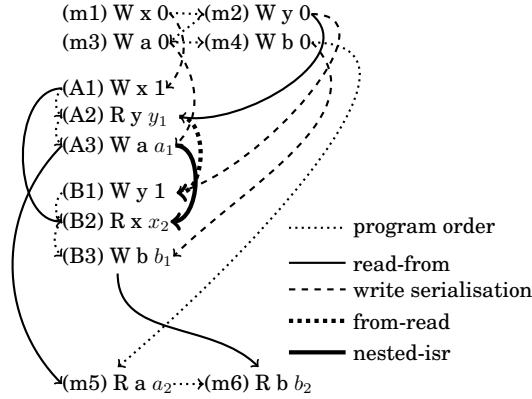 (m1) W x 0 (m2) W y 0
(m3) W a 0 (m4) W b 0
(A1) W x 1
(A2) R y y₁
(A3) W a a₁
(B1) W y 1
(B2) R x x₂
(B3) W b b₁
program order
read-from
write serialisation
from-read
nested-isr
(m5) R a a₂ (m6) R b b₂